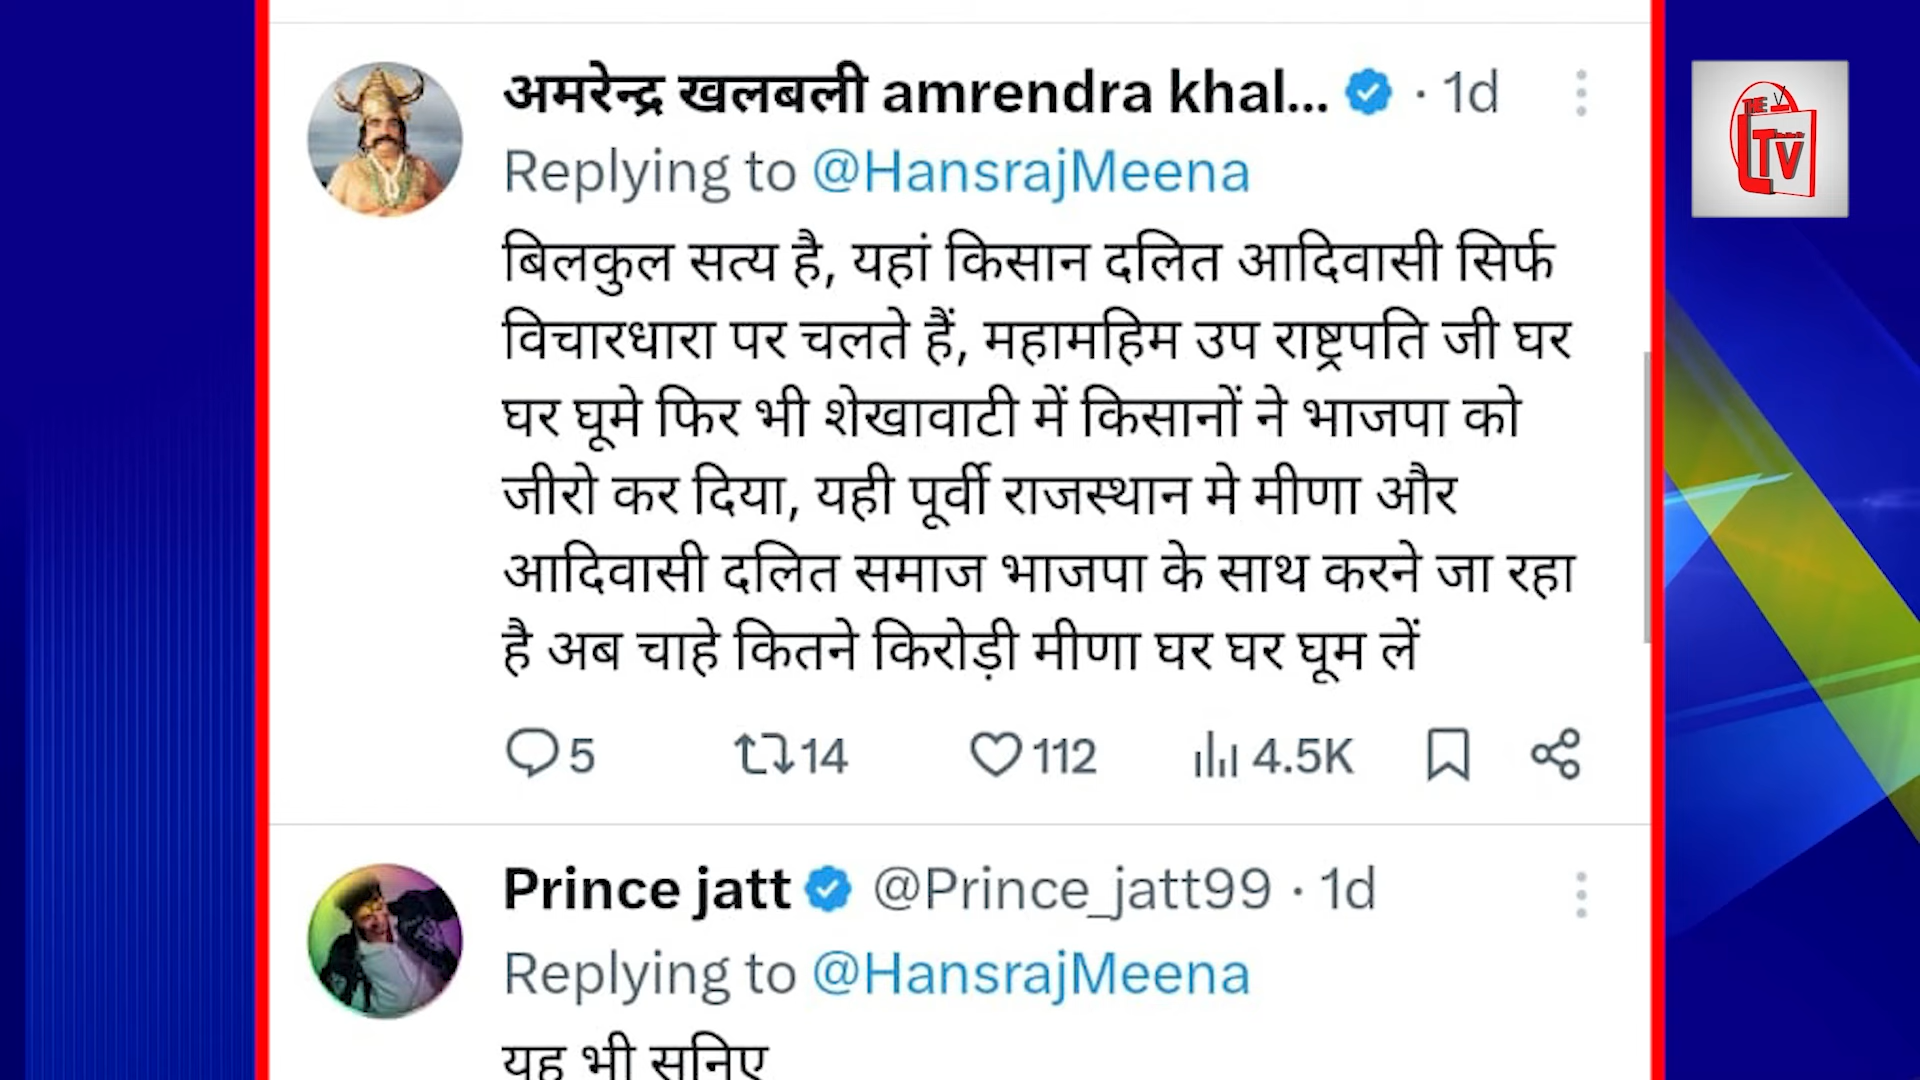 अमरेन्द्र खलबली amrendra khal... · 1d
Replying to @HansrajMeena
बिलकुल सत्य है, यहां किसान दलित आदिवासी सिर्फ
विचारधारा पर चलते हैं, महामहिम उप राष्ट्रपति जी घर
घर घूमे फिर भी शेखावाटी में किसानों ने भाजपा को
जीरो कर दिया, यही पूर्वी राजस्थान मे मीणा और
आदिवासी दलित समाज भाजपा के साथ करने जा रहा
है अब चाहे कितने किरोड़ी मीणा घर घर घूम लें
5 14 112 4.5K
Prince jatt @Prince_jatt99 · 1d
Replying to @HansrajMeena
यह भी सुनिए
THE
TV